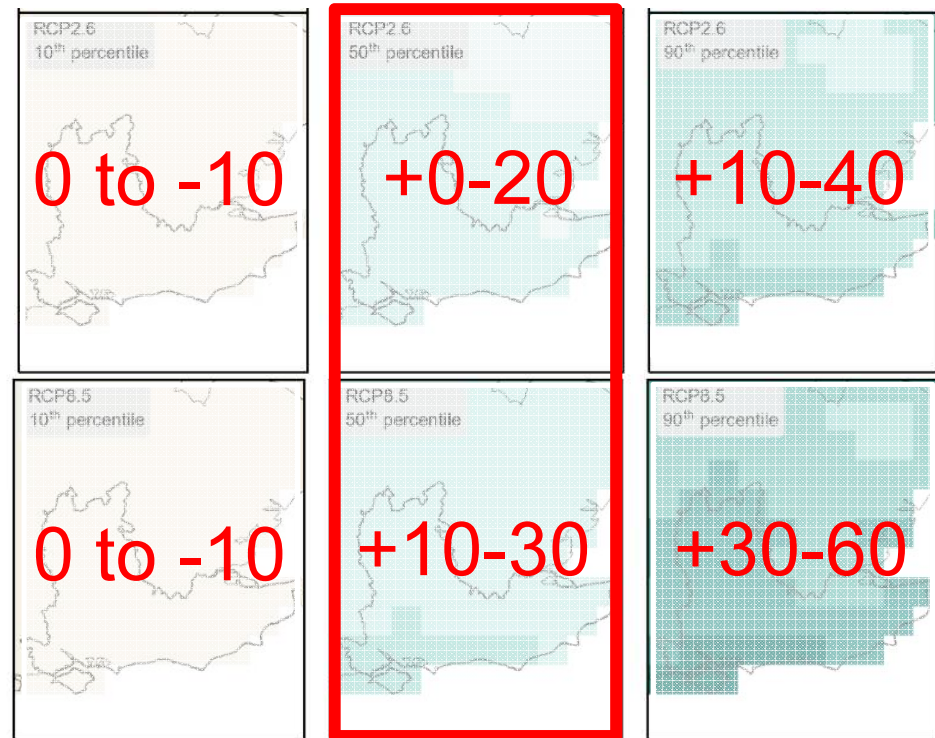 RCP2.6
10th percentile
0 to -10
RCP2.6
50th percentile
+0-20
RCP2.6
90th percentile
+10-40
RCP8.5
10th percentile
0 to -10
RCP8.5
50th percentile
+10-30
RCP8.5
90th percentile
+30-60